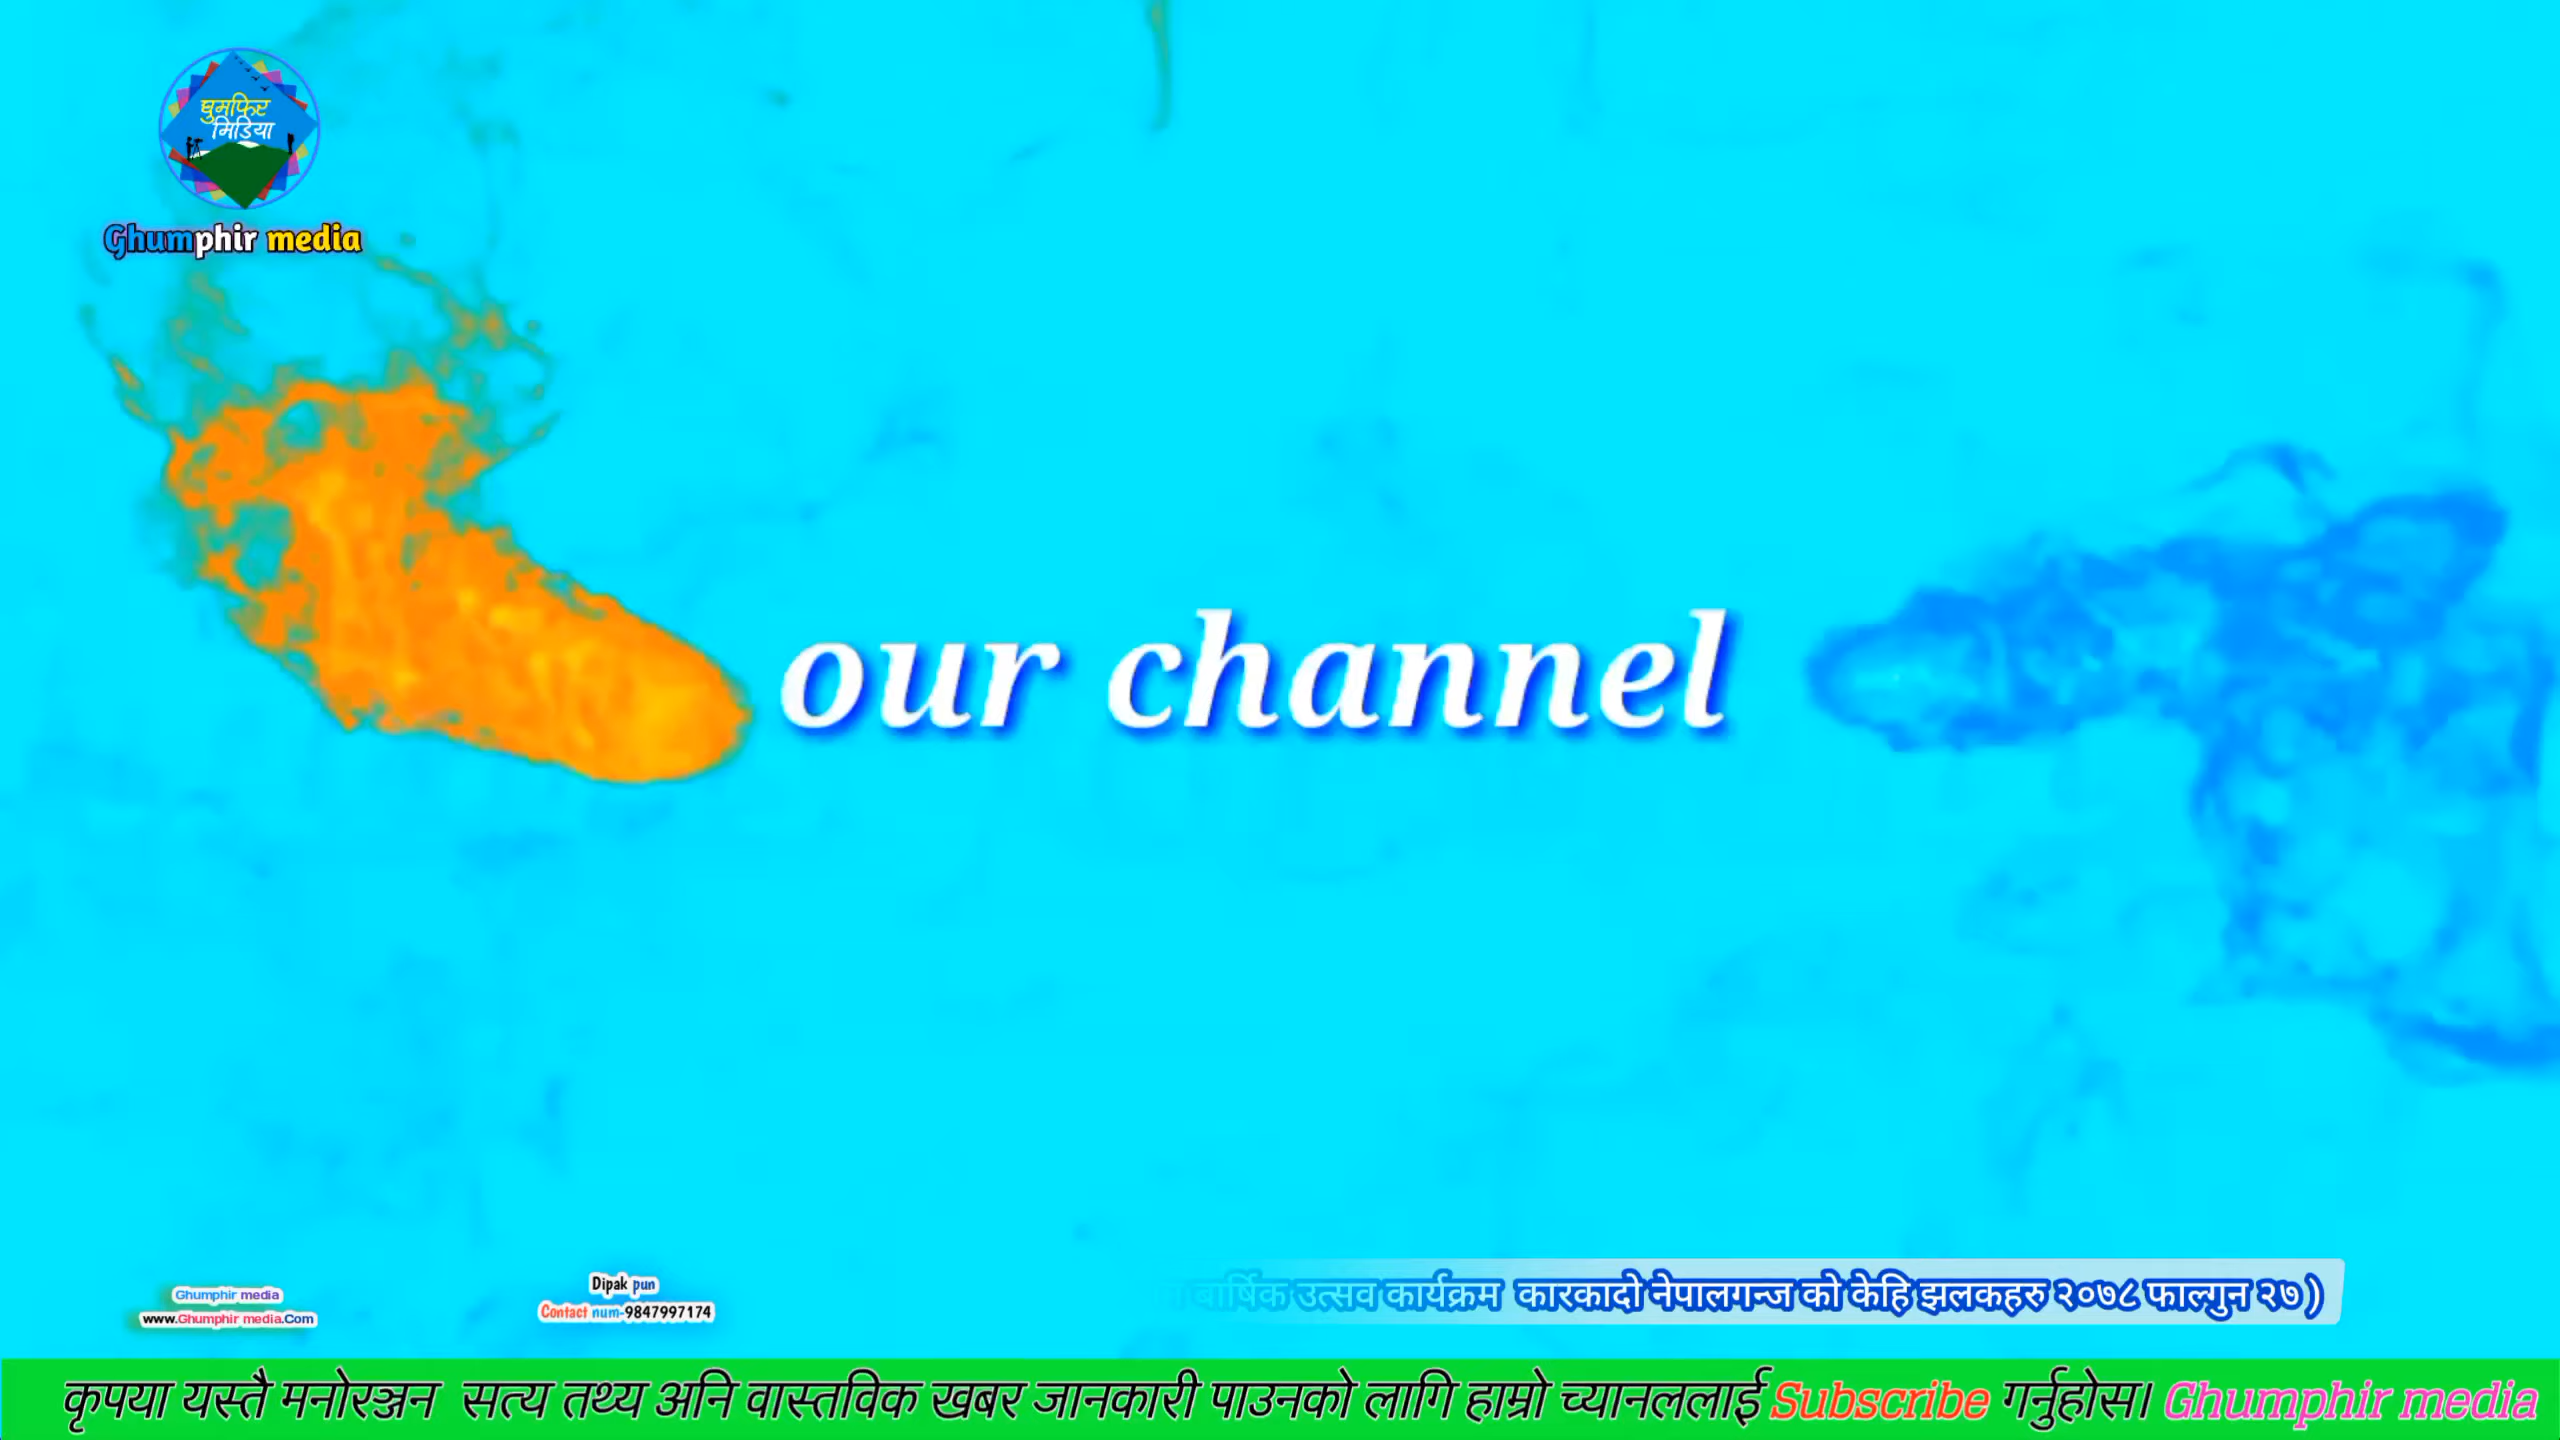 घुमफिर
मिडिया
Ghumphir media
our channel
Ghumphir media
www.Ghumphir media.Com
Dipak pun
Contact num-9847997174
बार्षिक उत्सव कार्यक्रम कारकादो नेपालगन्ज को केहि झलकहरु २०७८ फाल्गुन २७ )
कृपया यस्तै मनोरञ्जन सत्य तथ्य अनि वास्तविक खबर जानकारी पाउनको लागि हाम्रो च्यानललाई Subscribe गर्नुहोस। Ghumphir media